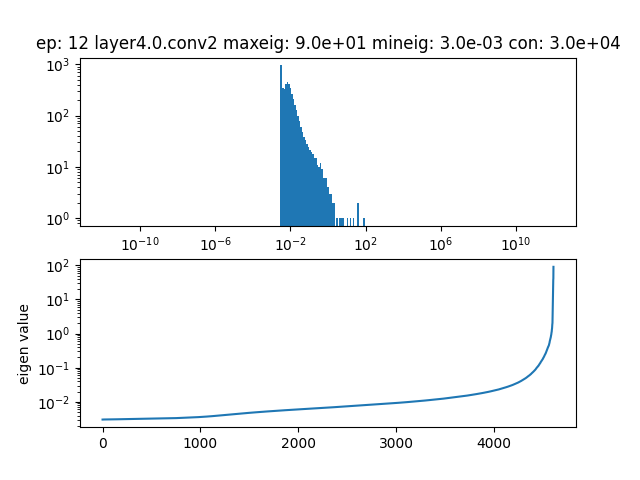 ep: 12 layer4.0.conv2 maxeig: 9.0e+01 mineig: 3.0e-03 con: 3.0e+04
10³
10²
10¹
10⁰
10⁻¹⁰ 10⁻⁶ 10⁻² 10² 10⁶ 10¹⁰
10²
10¹
10⁰
10⁻¹
10⁻²
eigen value
0 1000 2000 3000 4000